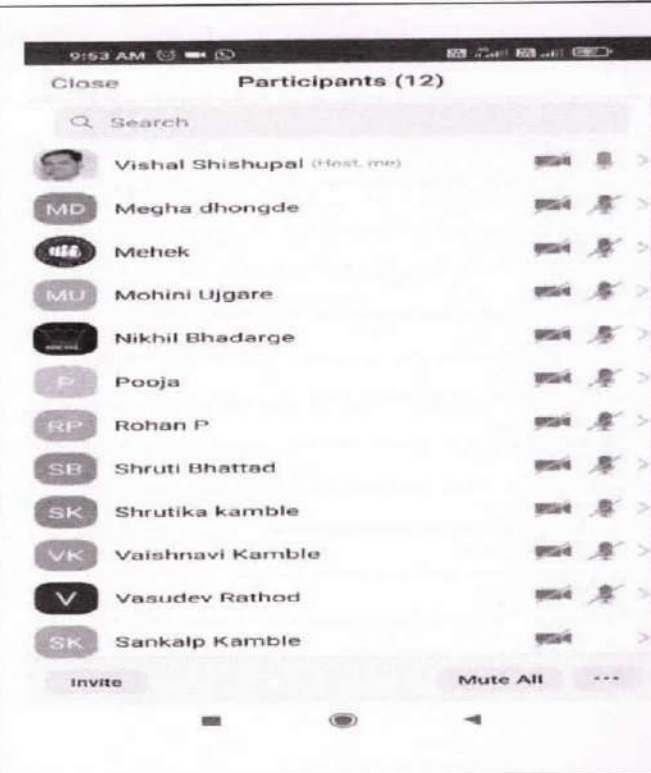 9:53 AM
Close Participants (12)
Search
Vishal Shishupal (Host, me)
MD Megha dhongde
Mehek
MU Mohini Ujgare
Nikhil Bhadarge
P Pooja
RP Rohan P
SB Shruti Bhattad
SK Shrutika kamble
VK Vaishnavi Kamble
V Vasudev Rathod
SK Sankalp Kamble
Invite Mute All ...